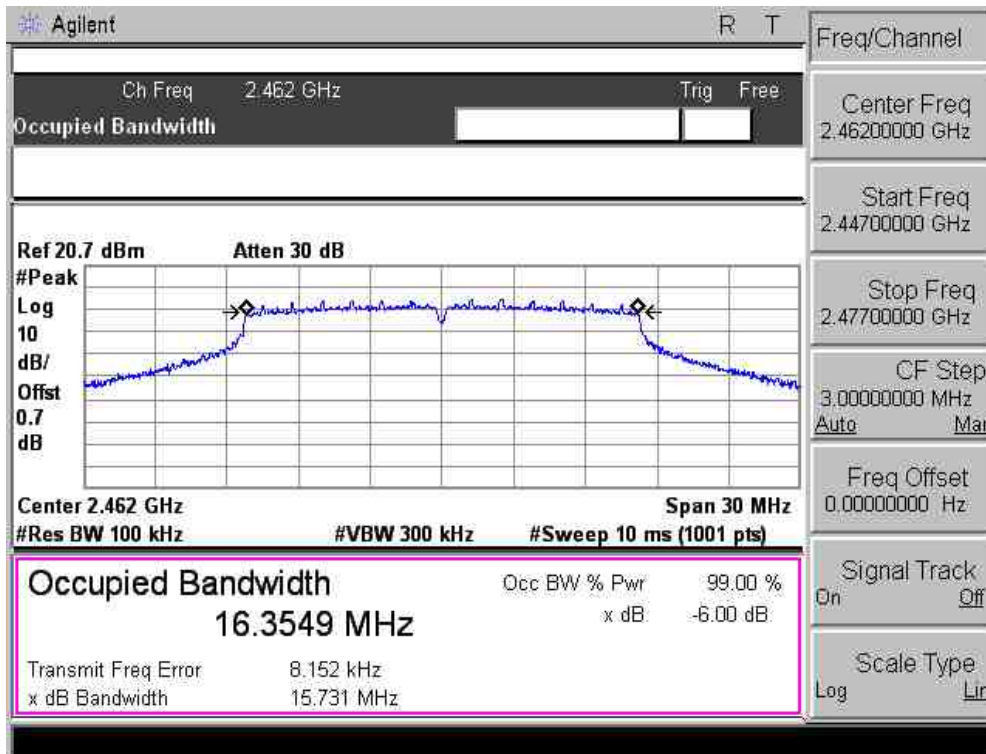 Agilent R T
Freq/Channel
Ch Freq 2.462 GHz Trig Free
Occupied Bandwidth
Center Freq
2.46200000 GHz
Start Freq
2.44700000 GHz
Stop Freq
2.47700000 GHz
CF Step
3.00000000 MHz
Auto Man
Freq Offset
0.00000000 Hz
Signal Track
On Off
Scale Type
Log Lin
Ref 20.7 dBm Atten 30 dB
#Peak
Log
10
dB/
Offst
0.7
dB
Center 2.462 GHz Span 30 MHz
#Res BW 100 kHz #VBW 300 kHz #Sweep 10 ms (1001 pts)
Occupied Bandwidth
16.3549 MHz
Occ BW % Pwr 99.00 %
x dB -6.00 dB
Transmit Freq Error 8.152 kHz
x dB Bandwidth 15.731 MHz